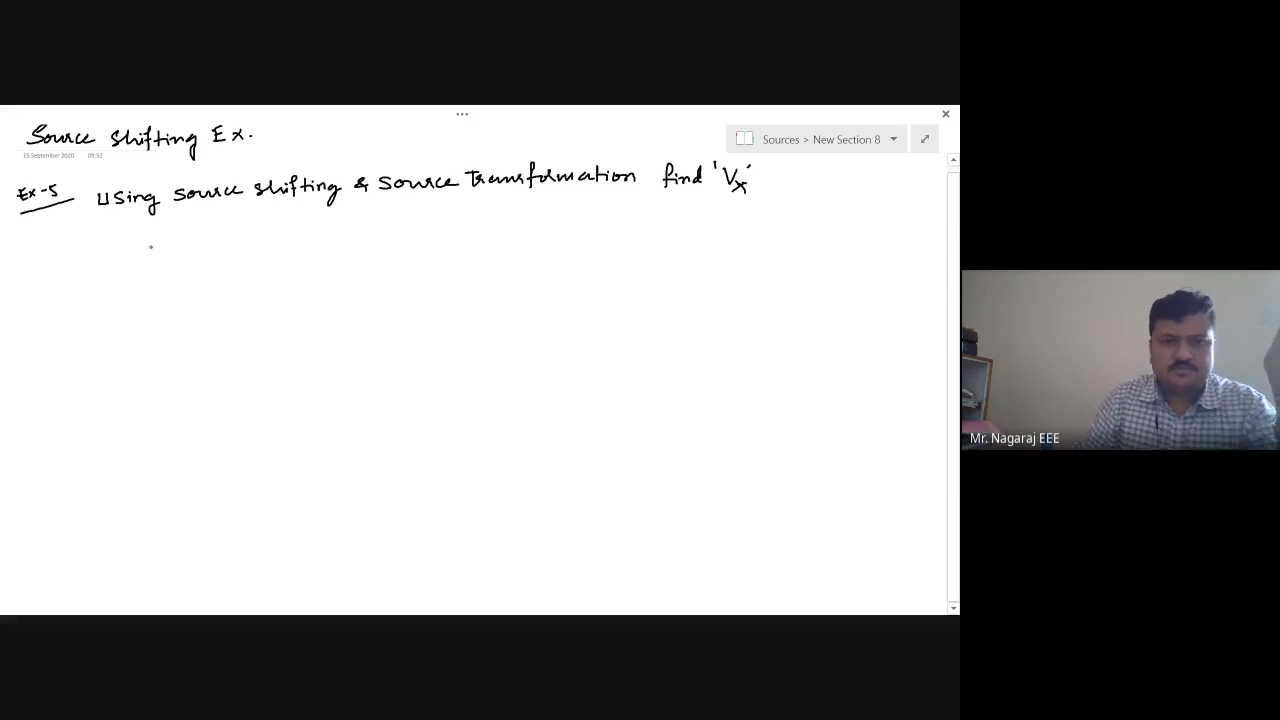 Source Shifting Ex.
15 September 2020 09:52
Sources > New Section 8
Ex-5 Using source shifting & source Transformation find 'Vx'
Mr. Nagaraj EEE